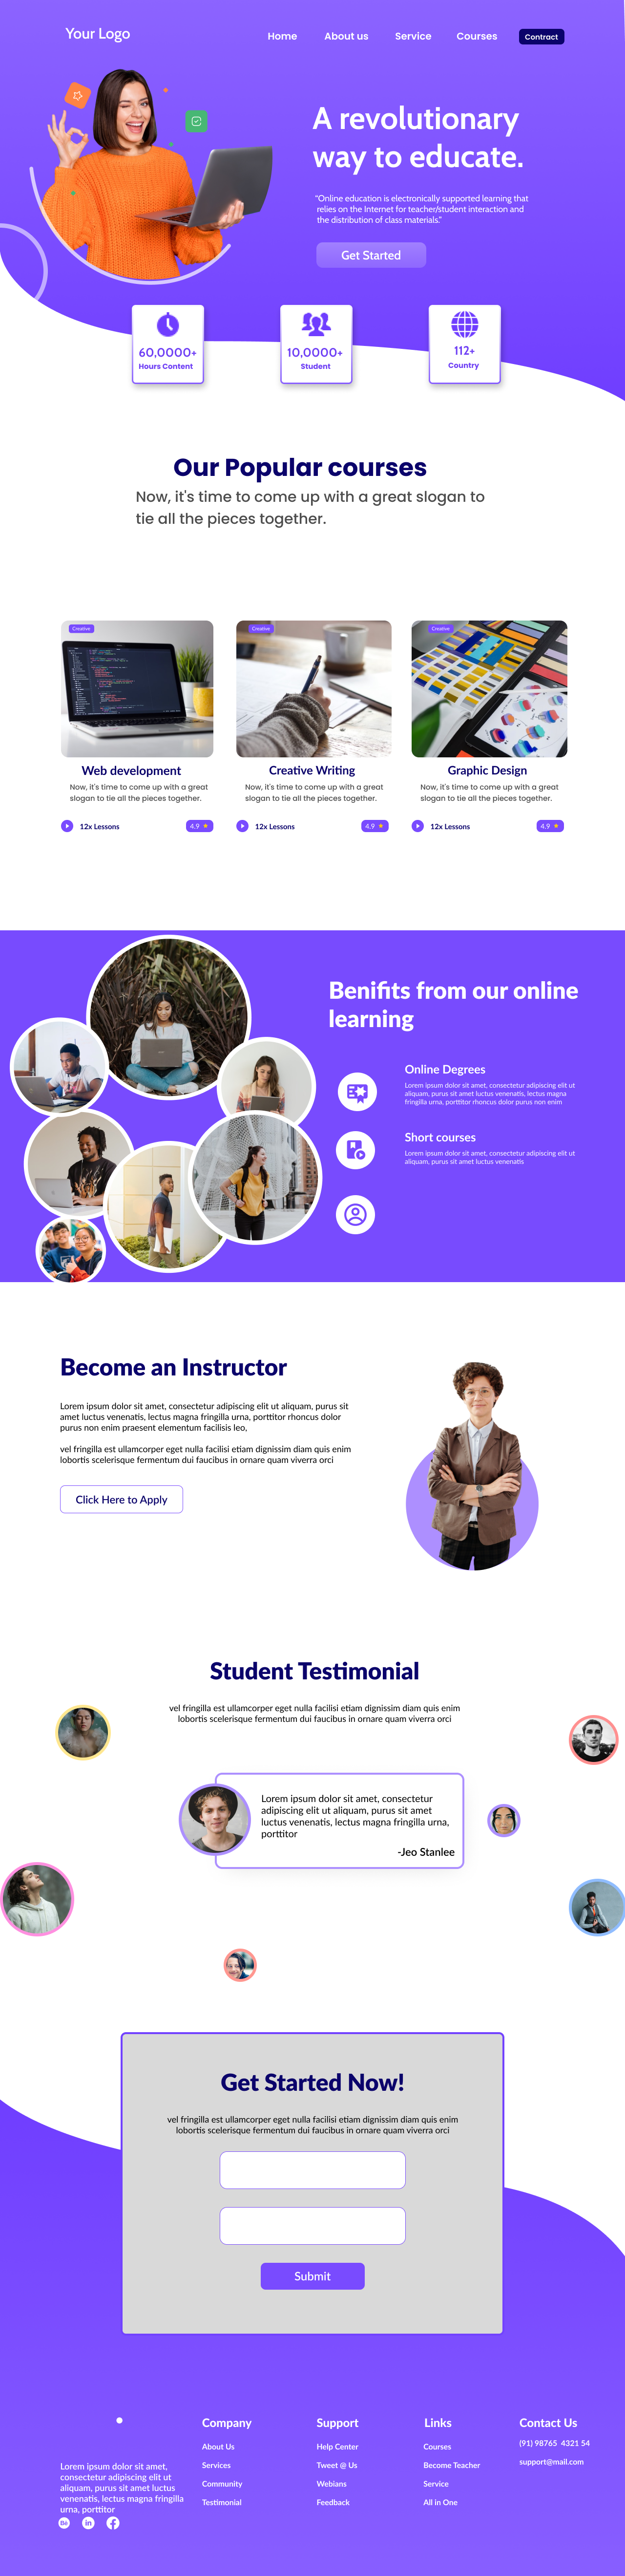 Your Logo
Home
About us
Service
Courses
Contract
A revolutionary
way to educate.
"Online education is electronically supported learning that
relies on the Internet for teacher/student interaction and
the distribution of class materials."
Get Started
60,0000+
Hours Content
10,0000+
Student
112+
Country
Our Popular courses
Now, it's time to come up with a great slogan to
tie all the pieces together.
Creative
Creative
Creative
Web development
Now, it's time to come up with a great
slogan to tie all the pieces together.
12x Lessons
4,9
Creative Writing
Now, it's time to come up with a great
slogan to tie all the pieces together.
12x Lessons
4,9
Graphic Design
Now, it's time to come up with a great
slogan to tie all the pieces together.
12x Lessons
4,9
Benifits from our online
learning
Online Degrees
Lorem ipsum dolor sit amet, consectetur adipiscing elit ut
aliquam, purus sit amet luctus venenatis, lectus magna
fringilla urna, porttitor rhoncus dolor purus non enim
Short courses
Lorem ipsum dolor sit amet, consectetur adipiscing elit ut
aliquam, purus sit amet luctus venenatis
Become an Instructor
Lorem ipsum dolor sit amet, consectetur adipiscing elit ut aliquam, purus sit
amet luctus venenatis, lectus magna fringilla urna, porttitor rhoncus dolor
purus non enim praesent elementum facilisis leo,
vel fringilla est ullamcorper eget nulla facilisi etiam dignissim diam quis enim
lobortis scelerisque fermentum dui faucibus in ornare quam viverra orci
Click Here to Apply
Student Testimonial
vel fringilla est ullamcorper eget nulla facilisi etiam dignissim diam quis enim
lobortis scelerisque fermentum dui faucibus in ornare quam viverra orci
Lorem ipsum dolor sit amet, consectetur
adipiscing elit ut aliquam, purus sit amet
luctus venenatis, lectus magna fringilla urna,
porttitor
-Jeo Stanlee
Get Started Now!
vel fringilla est ullamcorper eget nulla facilisi etiam dignissim diam quis enim
lobortis scelerisque fermentum dui faucibus in ornare quam viverra orci
Submit
Lorem ipsum dolor sit amet,
consectetur adipiscing elit ut
aliquam, purus sit amet luctus
venenatis, lectus magna fringilla
urna, porttitor
Bē
in
f
Company
About Us
Services
Community
Testimonial
Support
Help Center
Tweet @ Us
Webians
Feedback
Links
Courses
Become Teacher
Service
All in One
Contact Us
(91) 98765 4321 54
support@mail.com